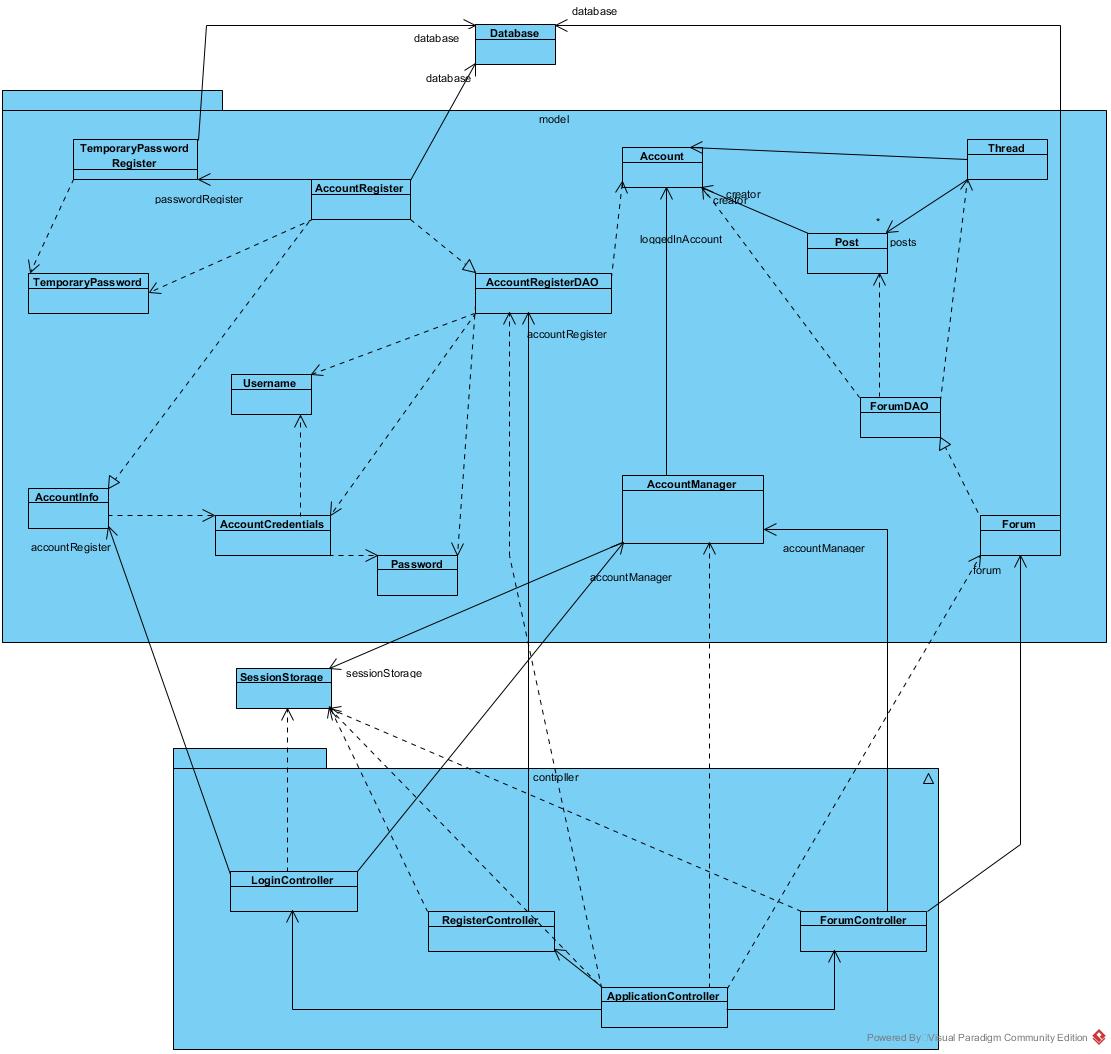 database
Database
database
database
model
TemporaryPassword
Register
Account
Thread
AccountRegister
passwordRegister
creator
creator
*
loggedInAccount
Post
posts
TemporaryPassword
AccountRegisterDAO
accountRegister
Username
ForumDAO
AccountInfo
AccountManager
AccountCredentials
Forum
accountRegister
accountManager
Password
accountManager
forum
SessionStorage
sessionStorage
controller
LoginController
RegisterController
ForumController
ApplicationController
Powered By Visual Paradigm Community Edition